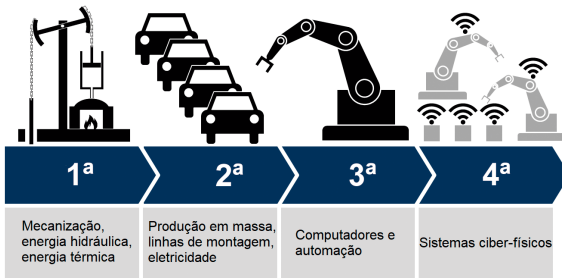 1ª
2ª
3ª
4ª
Mecanização,
energia hidráulica,
energia térmica
Produção em massa,
linhas de montagem,
eletricidade
Computadores e
automação
Sistemas ciber-físicos